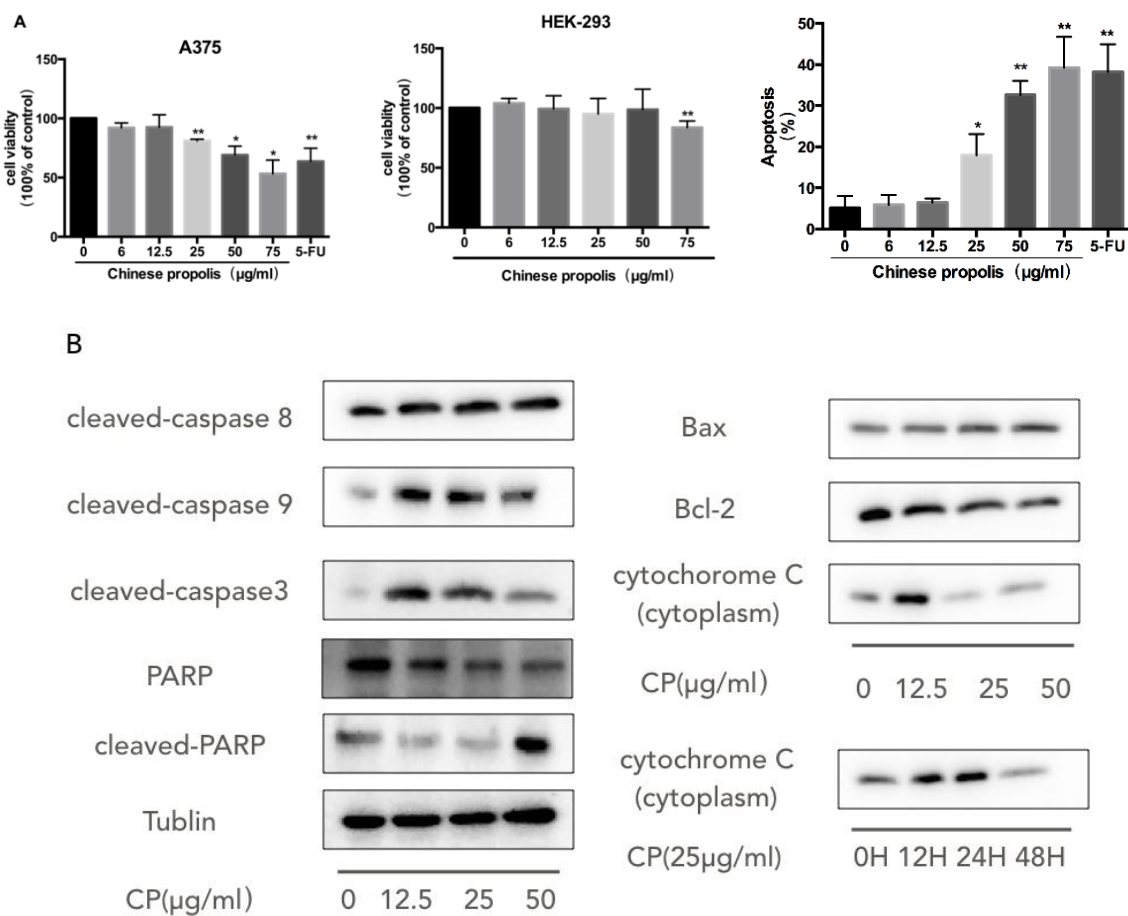 A
A375
cell viablity
(100% of control)
150
100
50
0
**
*
*
**
0 6 12.5 25 50 75 5-FU
Chinese propolis (μg/ml)
HEK-293
cell viablity
(100% of control)
150
100
50
0
**
0 6 12.5 25 50 75
Chinese propolis (μg/ml)
Apoptosis
(%)
50
40
30
20
10
0
*
**
**
**
0 6 12.5 25 50 75 5-FU
Chinese propolis (μg/ml)
B
cleaved-caspase 8
cleaved-caspase 9
cleaved-caspase3
PARP
cleaved-PARP
Tublin
CP(μg/ml) 0 12.5 25 50
Bax
Bcl-2
cytochorome C
(cytoplasm)
CP(μg/ml) 0 12.5 25 50
cytochrome C
(cytoplasm)
CP(25μg/ml) 0H 12H 24H 48H